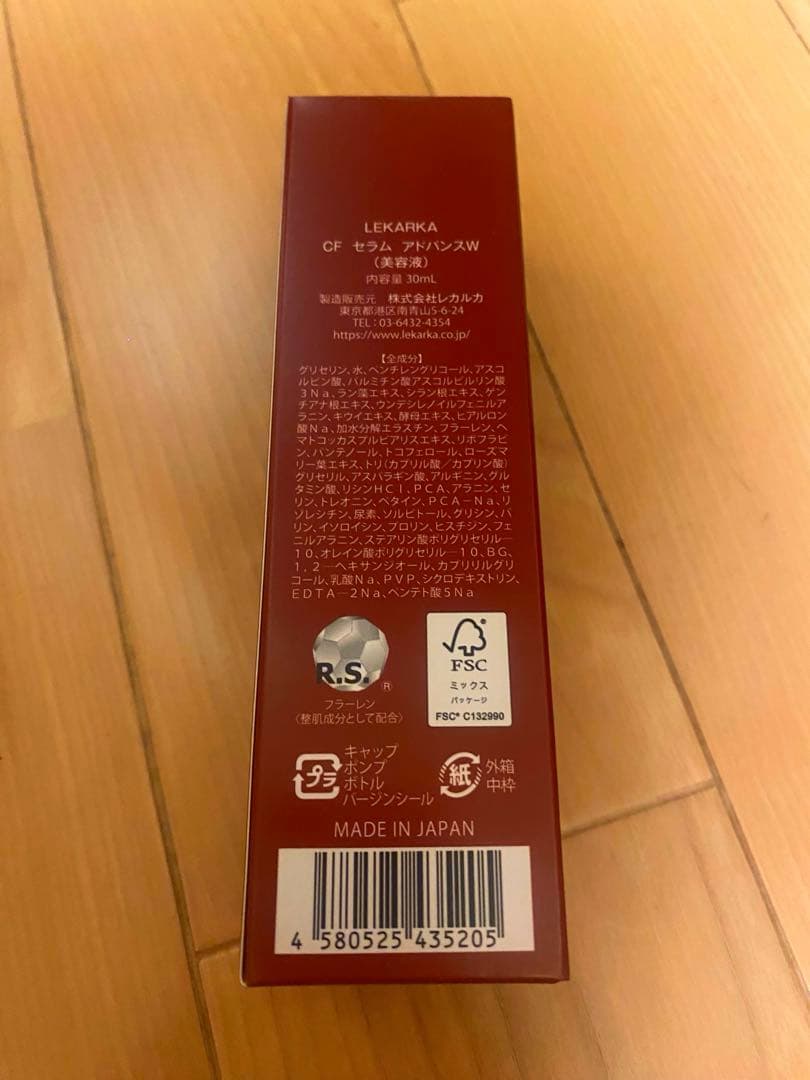 LEKARKA
CF セラム アドバンスW
（美容液）
内容量 30mL
製造販売元 株式会社レカルカ
東京都港区南青山5-6-24
TEL：03-6432-4354
https://www.lekarka.co.jp/
【全成分】
グリセリン、水、ペンチレングリコール、アスコ
ルビン酸、パルミチン酸アスコルビルリン酸
3Na、ラン藻エキス、シラン根エキス、ゲン
チアナ根エキス、ウンデシレノイルフェニルア
ラニン、キウイエキス、酵母エキス、ヒアルロン
酸Na、加水分解エラスチン、フラーレン、ヘ
マトコッカスプルビアリスエキス、リボフラビ
ン、パンテノール、トコフェロール、ローズマ
リー葉エキス、トリ（カプリル酸／カプリン酸）
グリセリル、アスパラギン酸、アルギニン、グル
タミン酸、リシンHCl、PCA、アラニン、セ
リン、トレオニン、ベタイン、PCA－Na、リ
ゾレシチン、尿素、ソルビトール、グリシン、バ
リン、イソロイシン、プロリン、ヒスチジン、フェ
ニルアラニン、ステアリン酸ポリグリセリル－
10、オレイン酸ポリグリセリル－10、BG、
1，2－ヘキサンジオール、カプリリルグリ
コール、乳酸Na、PVP、シクロデキストリン、
EDTA－2Na、ペンテト酸5Na
R.S.®
フラーレン
〈整肌成分として配合〉
FSC
ミックス
パッケージ
FSC® C132990
プラ
キャップ
ポンプ
ボトル
バージンシール
紙
外箱
中枠
MADE IN JAPAN
4 580525 435205